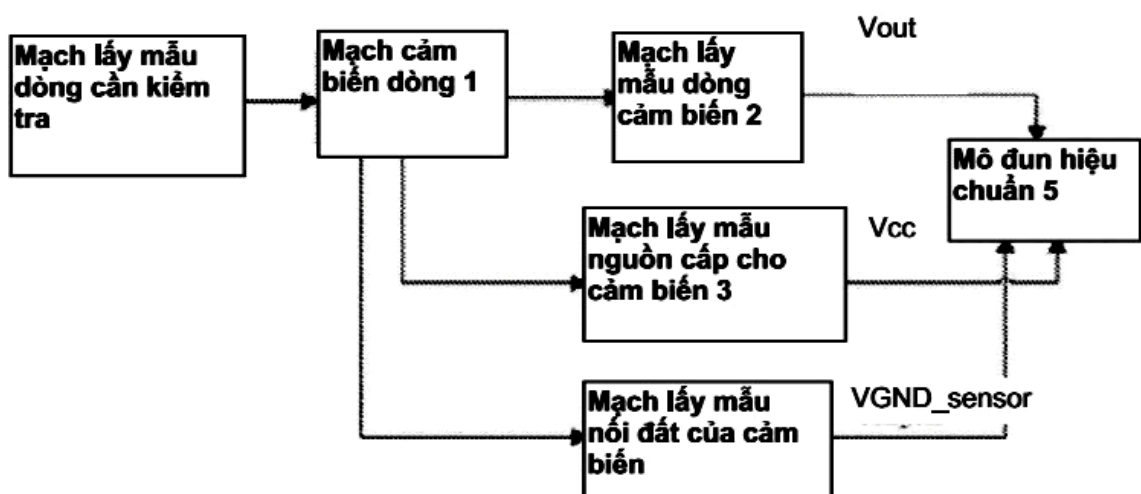 Mạch lấy mẫu
dòng cần kiểm
tra
Mạch cảm
biến dòng 1
Mạch lấy
mẫu dòng
cảm biến 2
Vout
Mô đun hiệu
chuẩn 5
Mạch lấy mẫu
nguồn cấp cho
cảm biến 3
Vcc
Mạch lấy mẫu
nối đất của cảm
biến
VGND_sensor